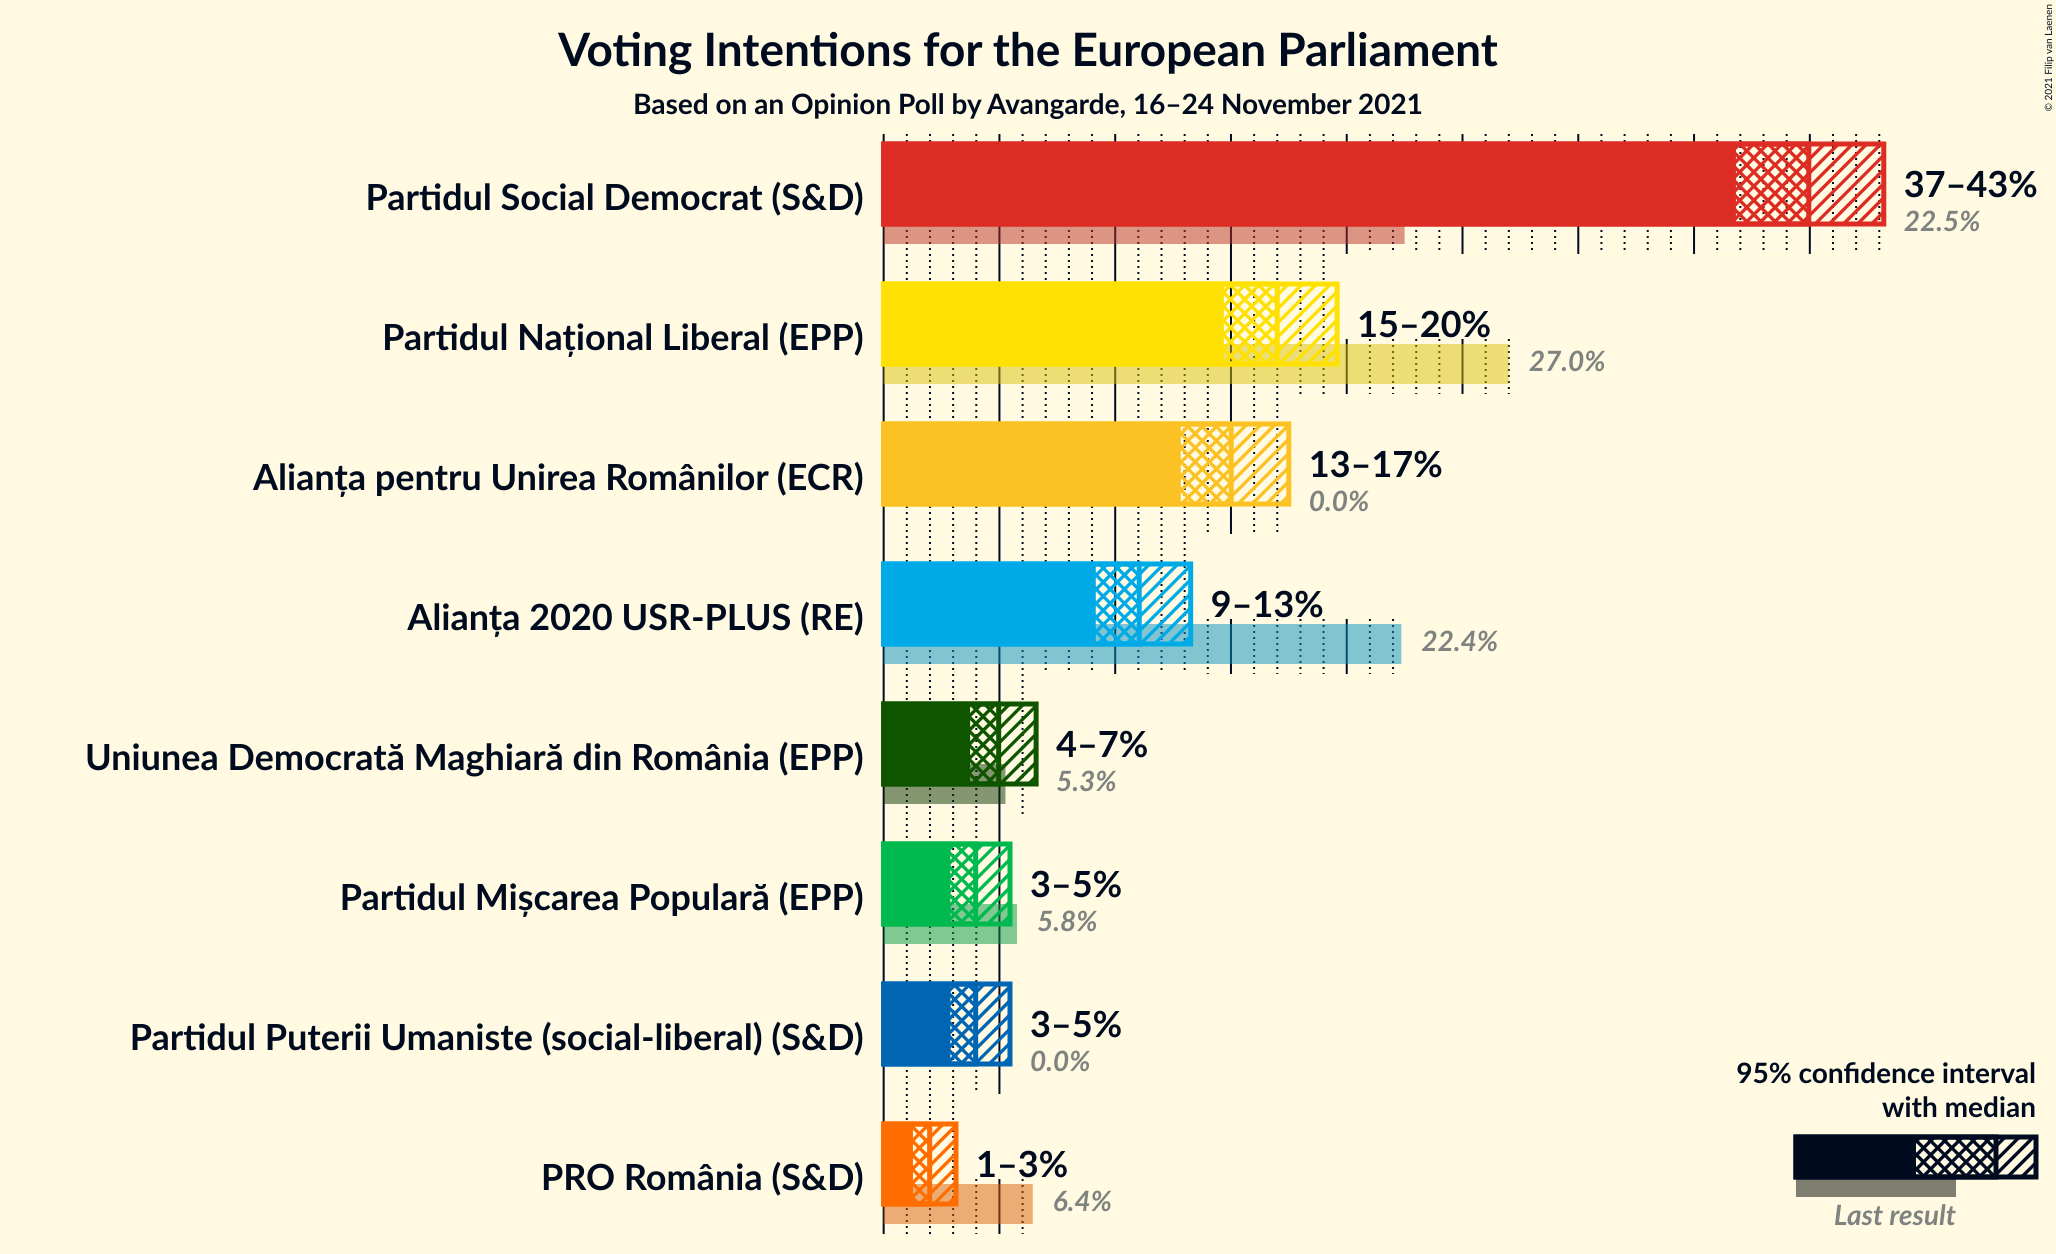 Voting Intentions for the European Parliament
Based on an Opinion Poll by Avangarde, 16–24 November 2021
© 2021 Filip van Laenen
Partidul Social Democrat (S&D)
37–43%
22.5%
Partidul Național Liberal (EPP)
15–20%
27.0%
Alianța pentru Unirea Românilor (ECR)
13–17%
0.0%
Alianța 2020 USR-PLUS (RE)
9–13%
22.4%
Uniunea Democrată Maghiară din România (EPP)
4–7%
5.3%
Partidul Mișcarea Populară (EPP)
3–5%
5.8%
Partidul Puterii Umaniste (social-liberal) (S&D)
3–5%
0.0%
PRO România (S&D)
1–3%
6.4%
95% confidence interval
with median
Last result